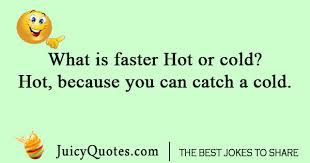 What is faster Hot or cold?
Hot, because you can catch a cold.
JuicyQuotes.com
THE BEST JOKES TO SHARE